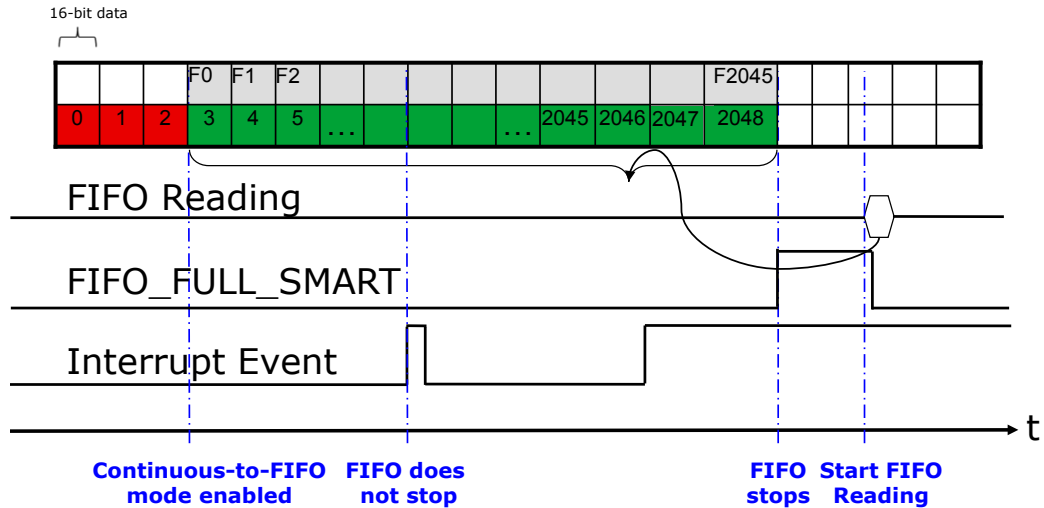 16-bit data
F0 F1 F2 F2045
0 1 2 3 4 5 ... ... 2045 2046 2047 2048
FIFO Reading
FIFO_FULL_SMART
Interrupt Event
t
Continuous-to-FIFO
mode enabled
FIFO does
not stop
FIFO
stops
Start FIFO
Reading